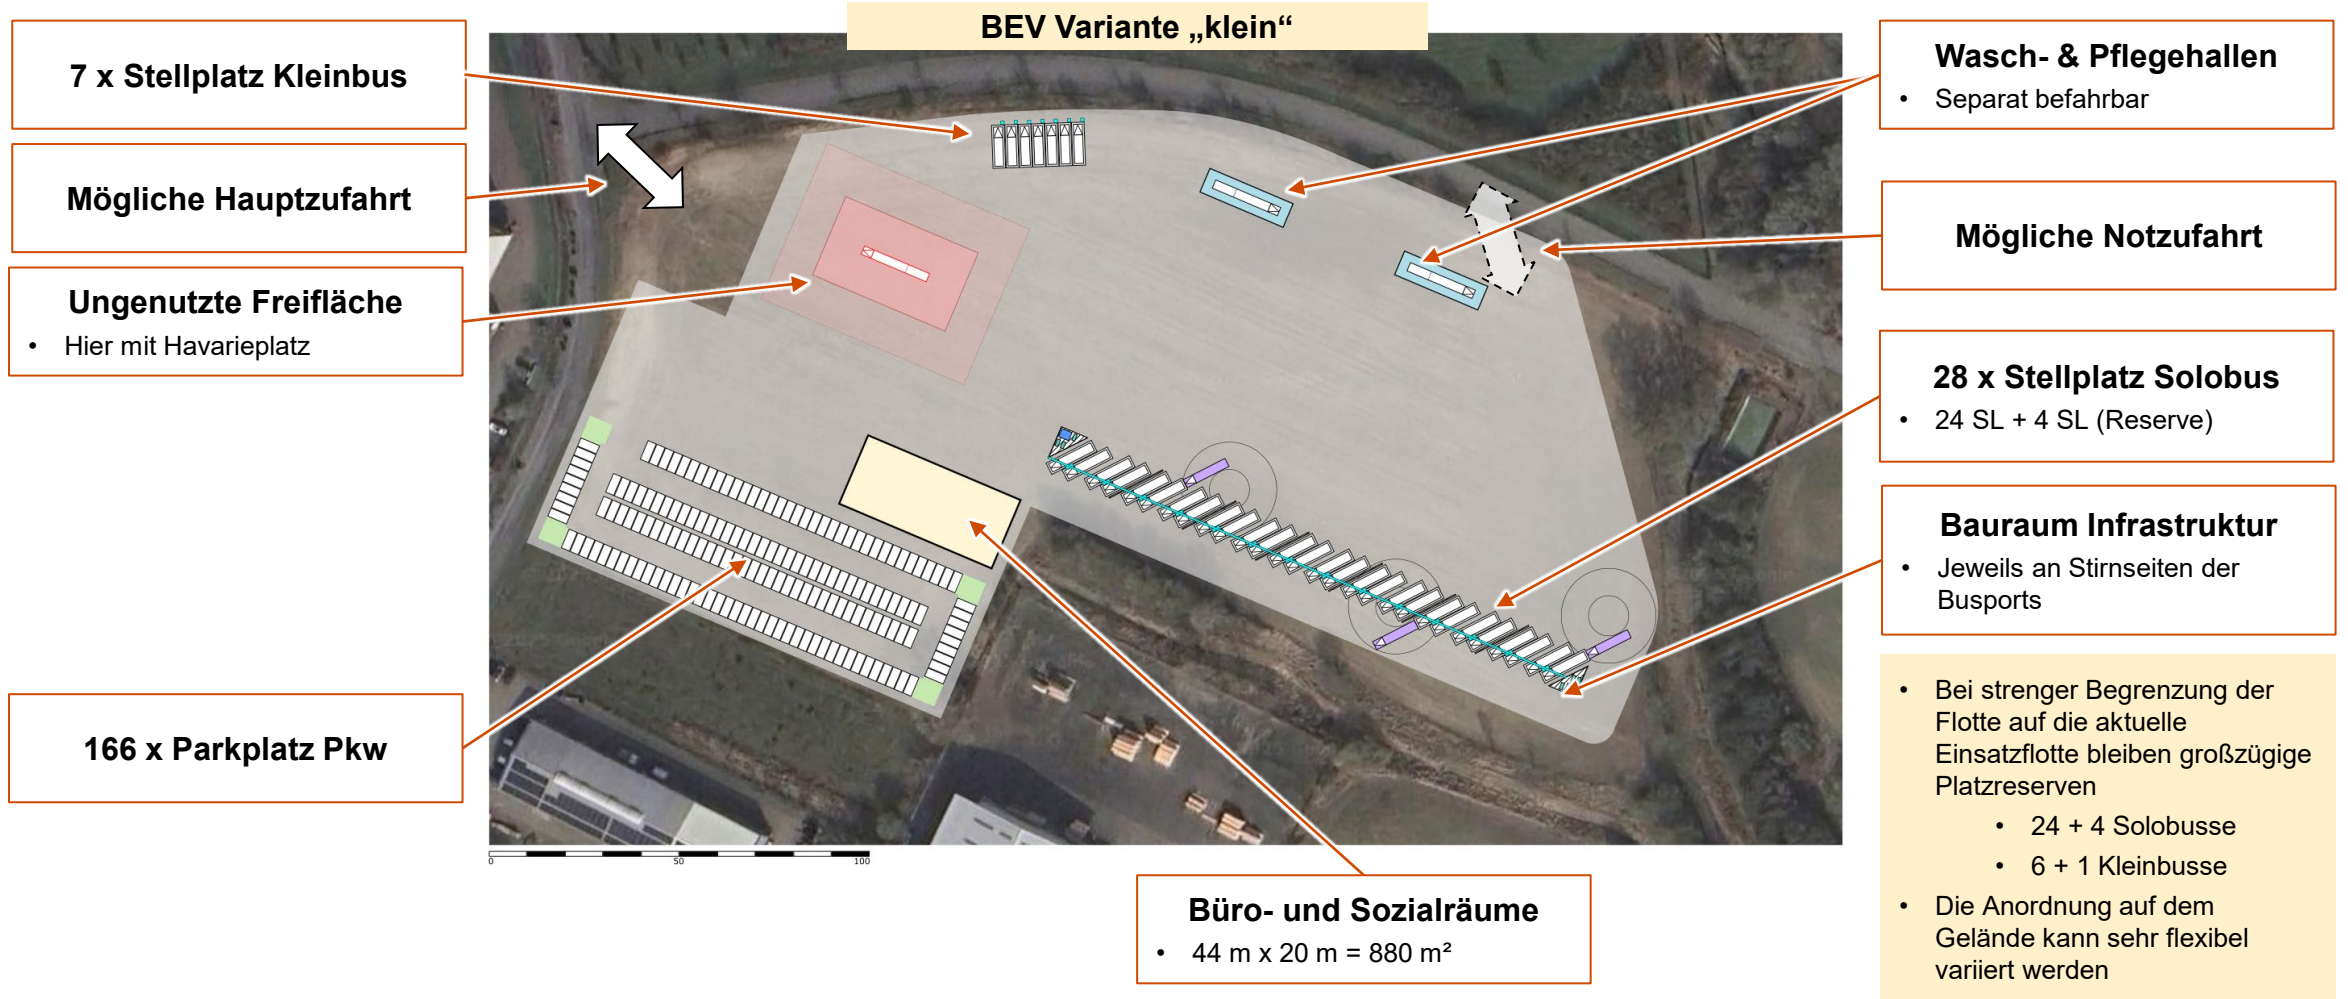 BEV Variante „klein“
7 x Stellplatz Kleinbus
Mögliche Hauptzufahrt
Ungenutzte Freifläche
• Hier mit Havarieplatz
166 x Parkplatz Pkw
Wasch- & Pflegehallen
• Separat befahrbar
Mögliche Notzufahrt
28 x Stellplatz Solobus
• 24 SL + 4 SL (Reserve)
Bauraum Infrastruktur
• Jeweils an Stirnseiten der
Busports
• Bei strenger Begrenzung der
Flotte auf die aktuelle
Einsatzflotte bleiben großzügige
Platzreserven
• 24 + 4 Solobusse
• 6 + 1 Kleinbusse
• Die Anordnung auf dem
Gelände kann sehr flexibel
variiert werden
0 50 100
Büro- und Sozialräume
• 44 m x 20 m = 880 m²